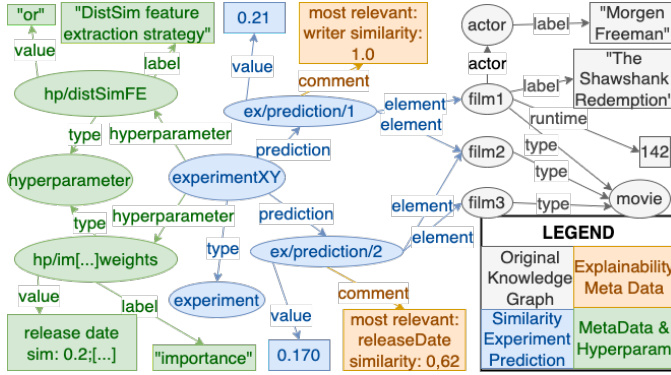 "or"
value
"DistSim feature
extraction strategy"
label
hp/distSimFE
type
hyperparameter
hyperparameter
type
hyperparameter
hp/im[...]weights
value
label
release date
sim: 0.2;[...]
"importance"
0.21
value
most relevant:
writer similarity:
1.0
comment
ex/prediction/1
prediction
experimentXY
prediction
type
experiment
ex/prediction/2
value
0.170
comment
most relevant:
releaseDate
similarity: 0,62
element
element
element
element
actor
label
"Morgen
Freeman"
actor
film1
label
"The
Shawshank
Redemption"
runtime
142
type
film2
type
film3
type
movie
LEGEND
Original
Knowledge
Graph
Explainability
Meta Data
Similarity
Experiment
Prediction
MetaData &
Hyperparam